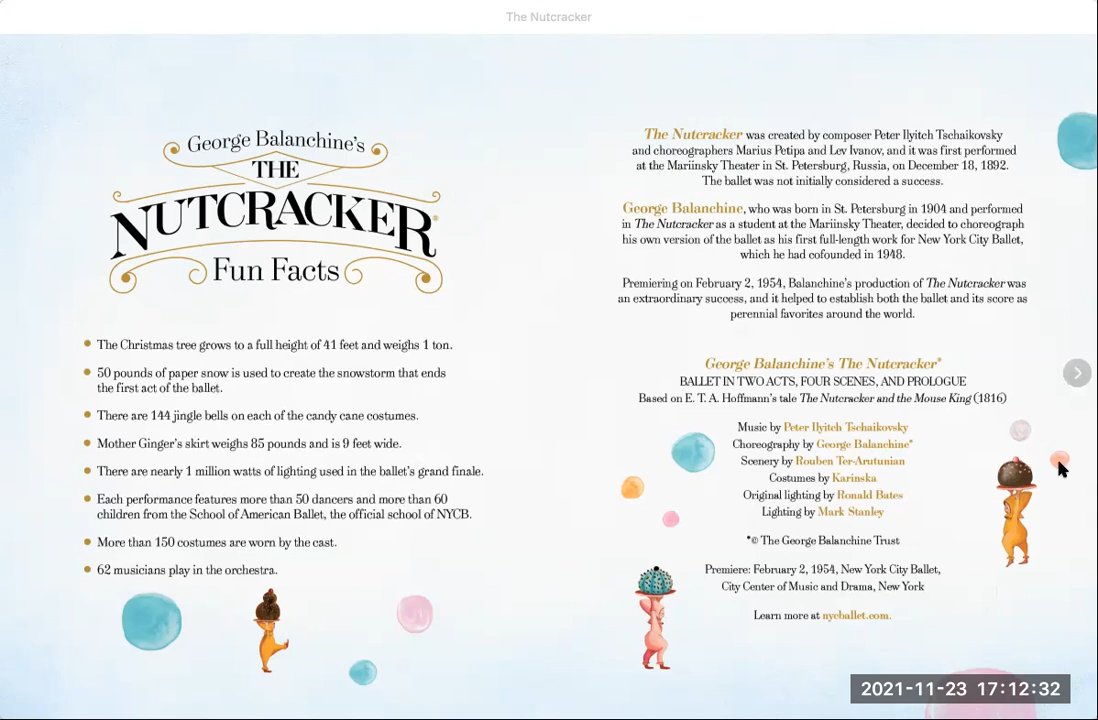 The Nutcracker
George Balanchine's
THE
NUTCRACKER®
Fun Facts
• The Christmas tree grows to a full height of 41 feet and weighs 1 ton.
• 50 pounds of paper snow is used to create the snowstorm that ends
the first act of the ballet.
• There are 144 jingle bells on each of the candy cane costumes.
• Mother Ginger's skirt weighs 85 pounds and is 9 feet wide.
• There are nearly 1 million watts of lighting used in the ballet's grand finale.
• Each performance features more than 50 dancers and more than 60
children from the School of American Ballet, the official school of NYCB.
• More than 150 costumes are worn by the cast.
• 62 musicians play in the orchestra.
The Nutcracker was created by composer Peter Ilyitch Tschaikovsky
and choreographers Marius Petipa and Lev Ivanov, and it was first performed
at the Mariinsky Theater in St. Petersburg, Russia, on December 18, 1892.
The ballet was not initially considered a success.
George Balanchine, who was born in St. Petersburg in 1904 and performed
in The Nutcracker as a student at the Mariinsky Theater, decided to choreograph
his own version of the ballet as his first full-length work for New York City Ballet,
which he had cofounded in 1948.
Premiering on February 2, 1954, Balanchine's production of The Nutcracker was
an extraordinary success, and it helped to establish both the ballet and its score as
perennial favorites around the world.
George Balanchine's The Nutcracker*
BALLET IN TWO ACTS, FOUR SCENES, AND PROLOGUE
Based on E. T. A. Hoffmann's tale The Nutcracker and the Mouse King (1816)
Music by Peter Ilyitch Tschaikovsky
Choreography by George Balanchine*
Scenery by Rouben Ter-Arutunian
Costumes by Karinska
Original lighting by Ronald Bates
Lighting by Mark Stanley
*© The George Balanchine Trust
Premiere: February 2, 1954, New York City Ballet,
City Center of Music and Drama, New York
Learn more at nycballet.com.
2021-11-23 17:12:32